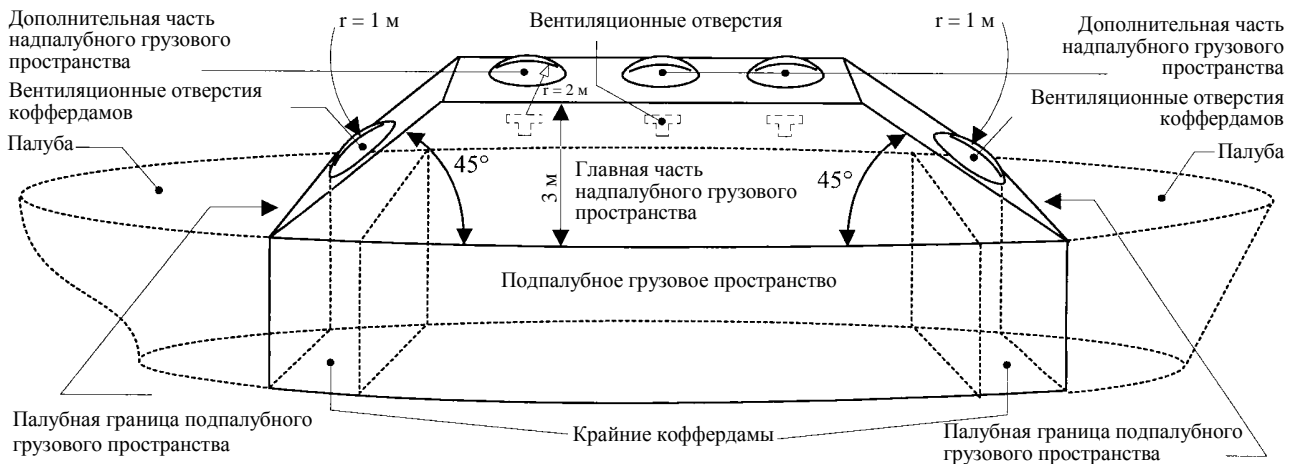 Дополнительная часть
надпалубного грузового
пространства
r = 1 м
Вентиляционные отверстия
r = 1 м
Дополнительная часть
надпалубного грузового
пространства
Вентиляционные отверстия
коффердамов
r = 2 м
Вентиляционные отверстия
коффердамов
Палуба
Палуба
45°
3 м
Главная часть
надпалубного грузового
пространства
45°
Подпалубное грузовое пространство
Палубная граница подпалубного
грузового пространства
Крайние коффердамы
Палубная граница подпалубного
грузового пространства